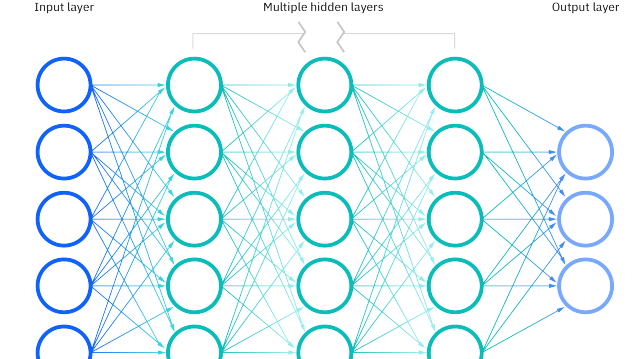 Input layer
Multiple hidden layers
Output layer